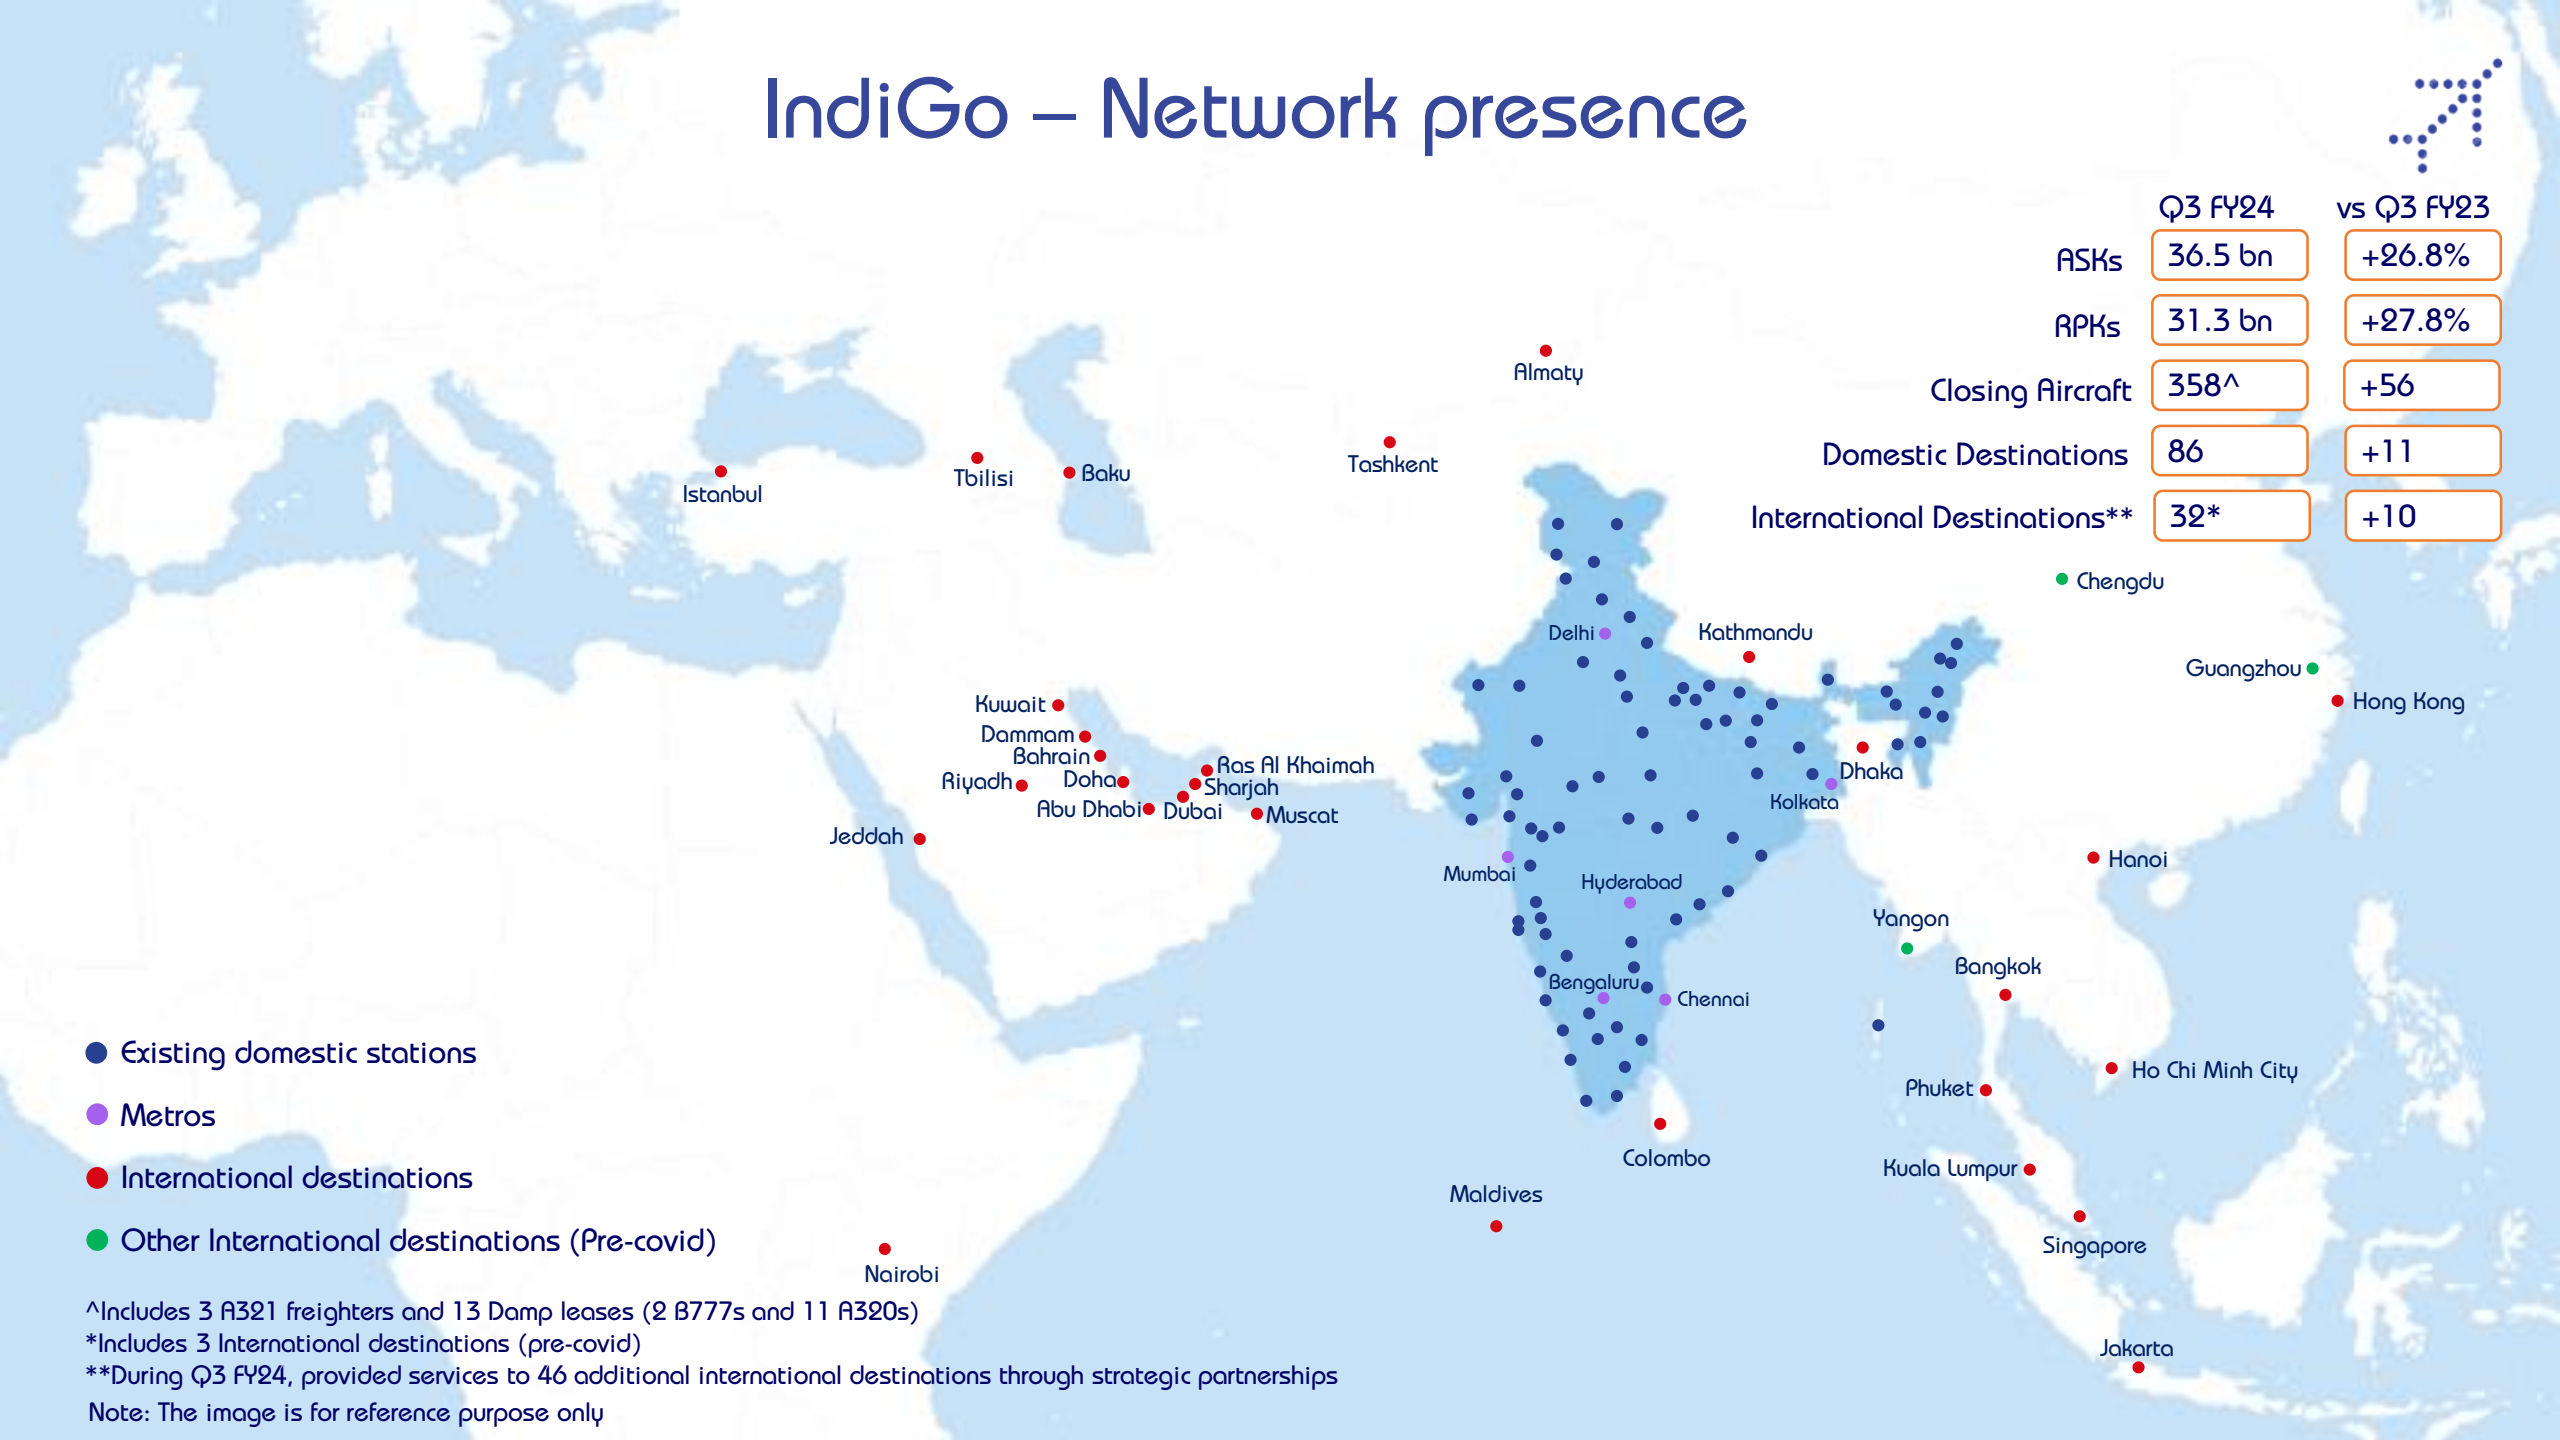 IndiGo – Network presence
Q3 FY24 vs Q3 FY23
ASKs 36.5 bn +26.8%
RPKs 31.3 bn +27.8%
Closing Aircraft 358^ +56
Domestic Destinations 86 +11
International Destinations** 32* +10
Almaty
Tashkent
Istanbul
Tbilisi
Baku
Chengdu
Delhi
Kathmandu
Guangzhou
Hong Kong
Kuwait
Dammam
Bahrain
Ras Al Khaimah
Riyadh
Doha
Sharjah
Abu Dhabi
Dubai
Muscat
Jeddah
Dhaka
Kolkata
Mumbai
Hyderabad
Hanoi
Yangon
Bangkok
Bengaluru
Chennai
Ho Chi Minh City
Phuket
Colombo
Kuala Lumpur
Maldives
Singapore
Nairobi
Jakarta
Existing domestic stations
Metros
International destinations
Other International destinations (Pre-covid)
^Includes 3 A321 freighters and 13 Damp leases (2 B777s and 11 A320s)
*Includes 3 International destinations (pre-covid)
**During Q3 FY24, provided services to 46 additional international destinations through strategic partnerships
Note: The image is for reference purpose only